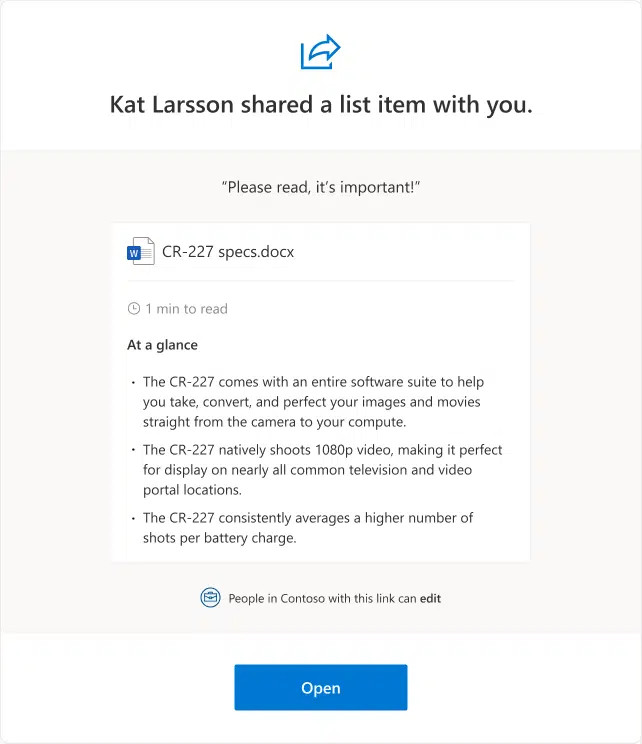 Kat Larsson shared a list item with you.
“Please read, it’s important!”
W
CR-227 specs.docx
1 min to read
At a glance
• The CR-227 comes with an entire software suite to help
you take, convert, and perfect your images and movies
straight from the camera to your compute.
• The CR-227 natively shoots 1080p video, making it perfect
for display on nearly all common television and video
portal locations.
• The CR-227 consistently averages a higher number of
shots per battery charge.
People in Contoso with this link can edit
Open